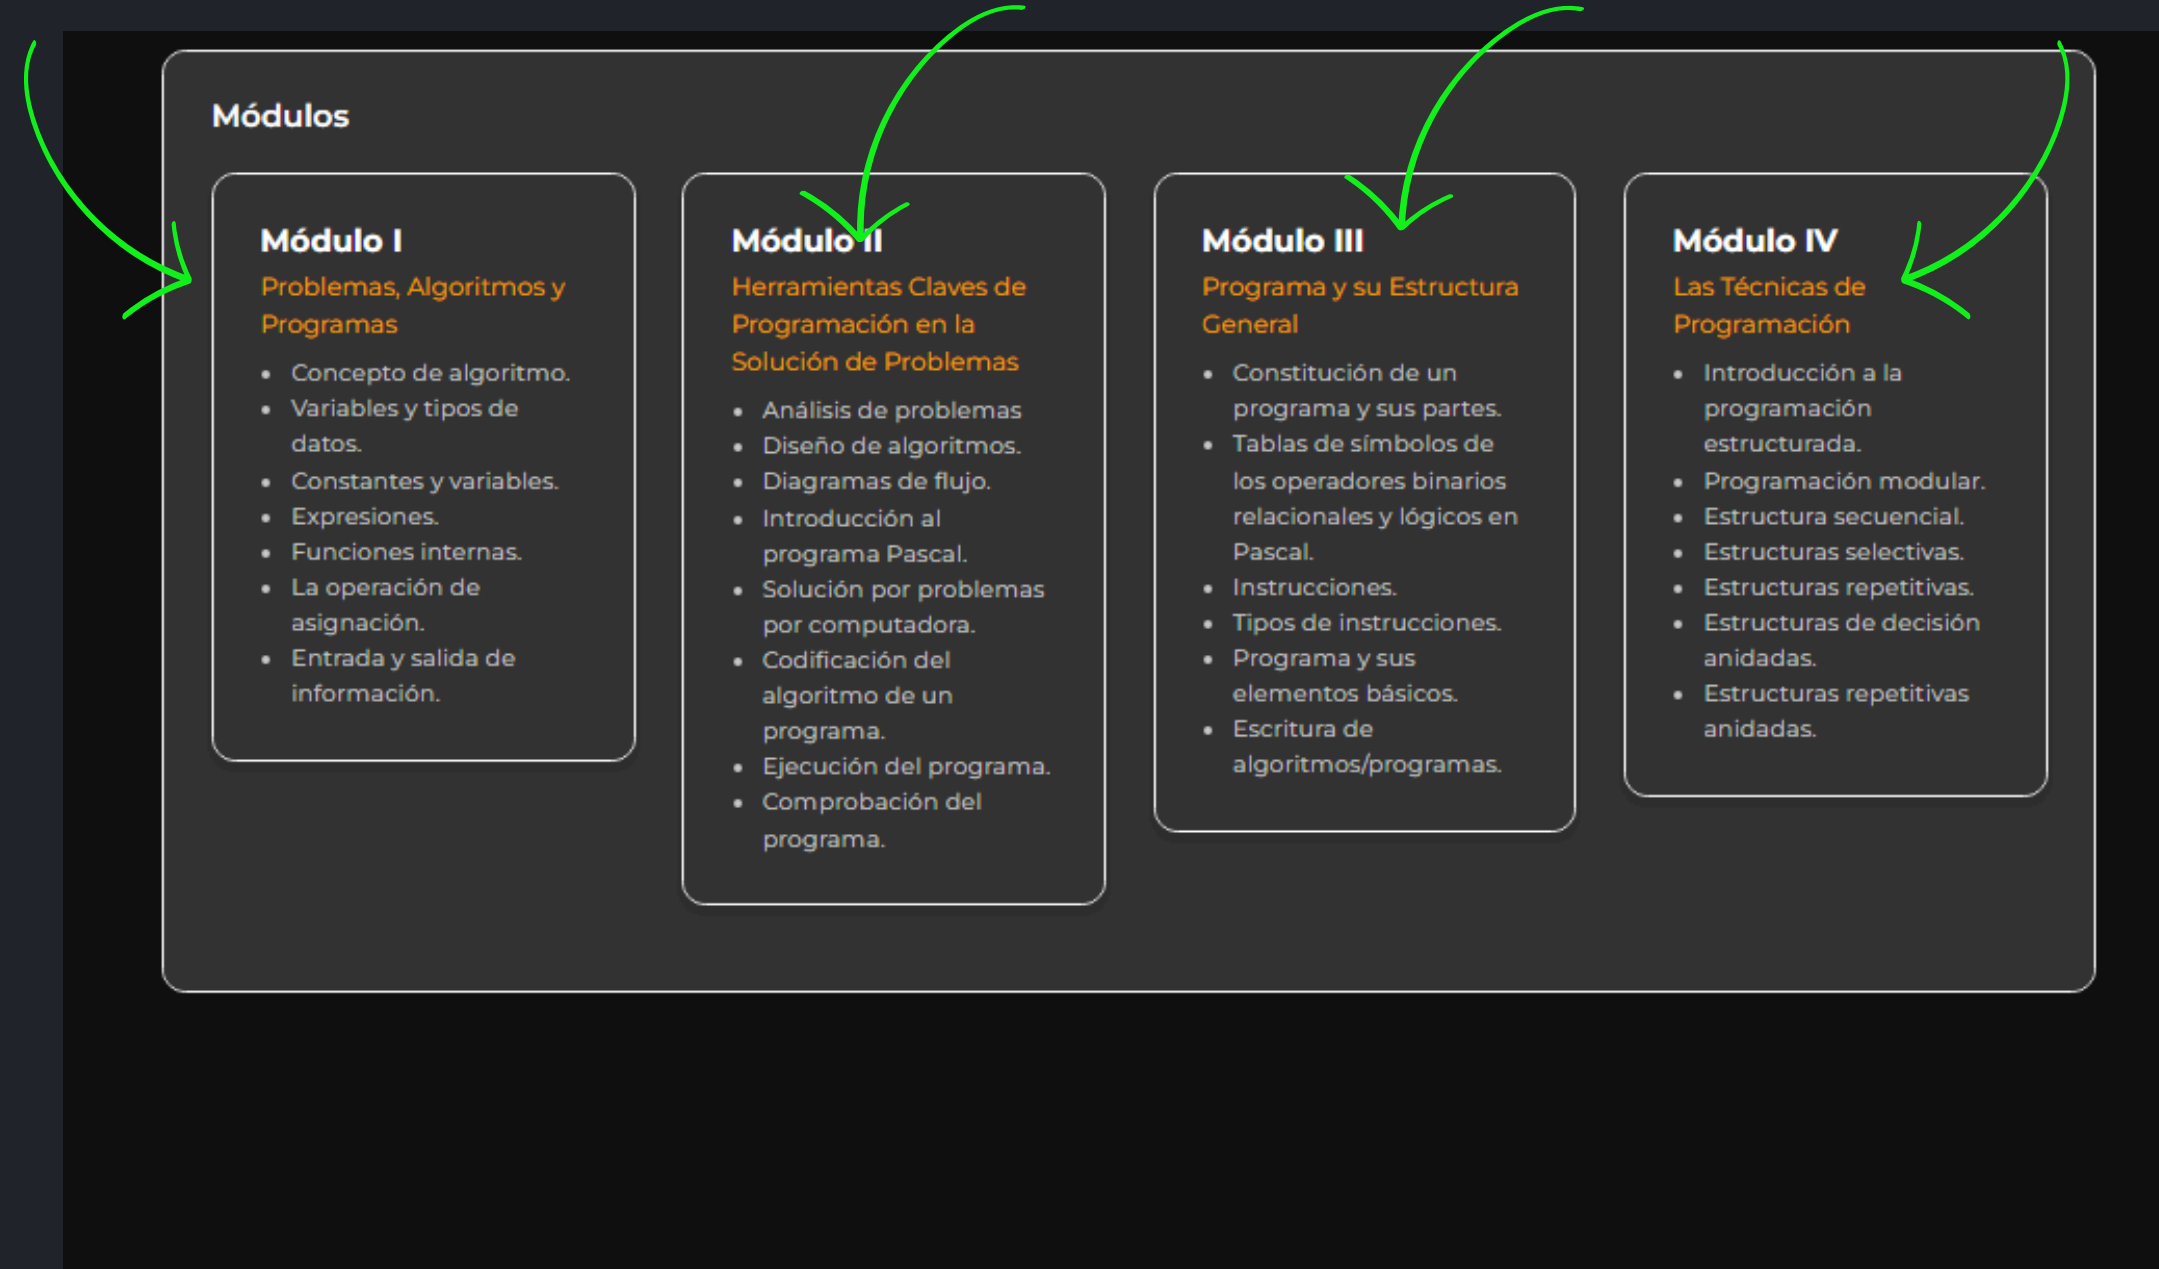 Módulos
Módulo I
Problemas, Algoritmos y
Programas
• Concepto de algoritmo.
• Variables y tipos de
datos.
• Constantes y variables.
• Expresiones.
• Funciones internas.
• La operación de
asignación.
• Entrada y salida de
información.
Módulo II
Herramientas Claves de
Programación en la
Solución de Problemas
• Análisis de problemas
• Diseño de algoritmos.
• Diagramas de flujo.
• Introducción al
programa Pascal.
• Solución por problemas
por computadora.
• Codificación del
algoritmo de un
programa.
• Ejecución del programa.
• Comprobación del
programa.
Módulo III
Programa y su Estructura
General
• Constitución de un
programa y sus partes.
• Tablas de símbolos de
los operadores binarios
relacionales y lógicos en
Pascal.
• Instrucciones.
• Tipos de instrucciones.
• Programa y sus
elementos básicos.
• Escritura de
algoritmos/programas.
Módulo IV
Las Técnicas de
Programación
• Introducción a la
programación
estructurada.
• Programación modular.
• Estructura secuencial.
• Estructuras selectivas.
• Estructuras repetitivas.
• Estructuras de decisión
anidadas.
• Estructuras repetitivas
anidadas.